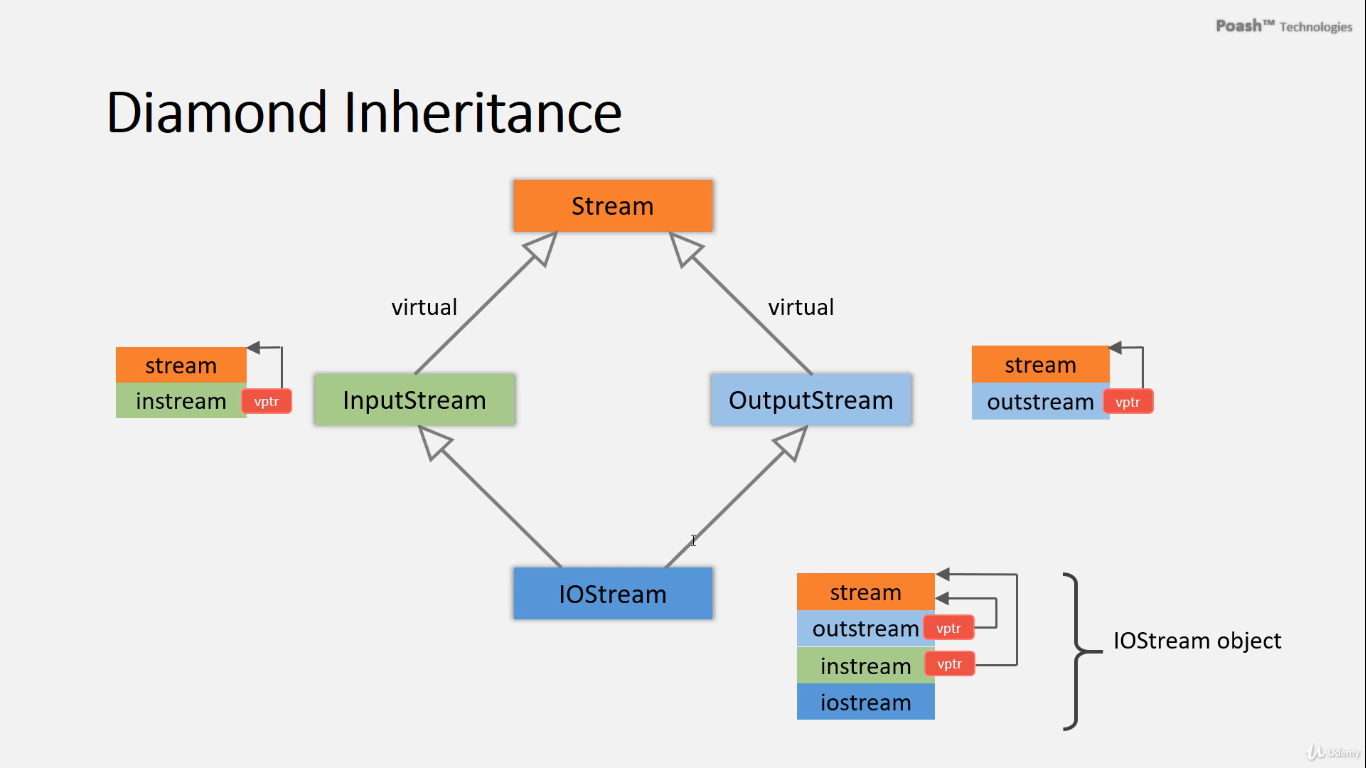 Poash™ Technologies
Diamond Inheritance
Stream
virtual
virtual
stream
instream
vptr
InputStream
OutputStream
stream
outstream
vptr
IOStream
stream
outstream
vptr
instream
vptr
iostream
IOStream object
Udemy